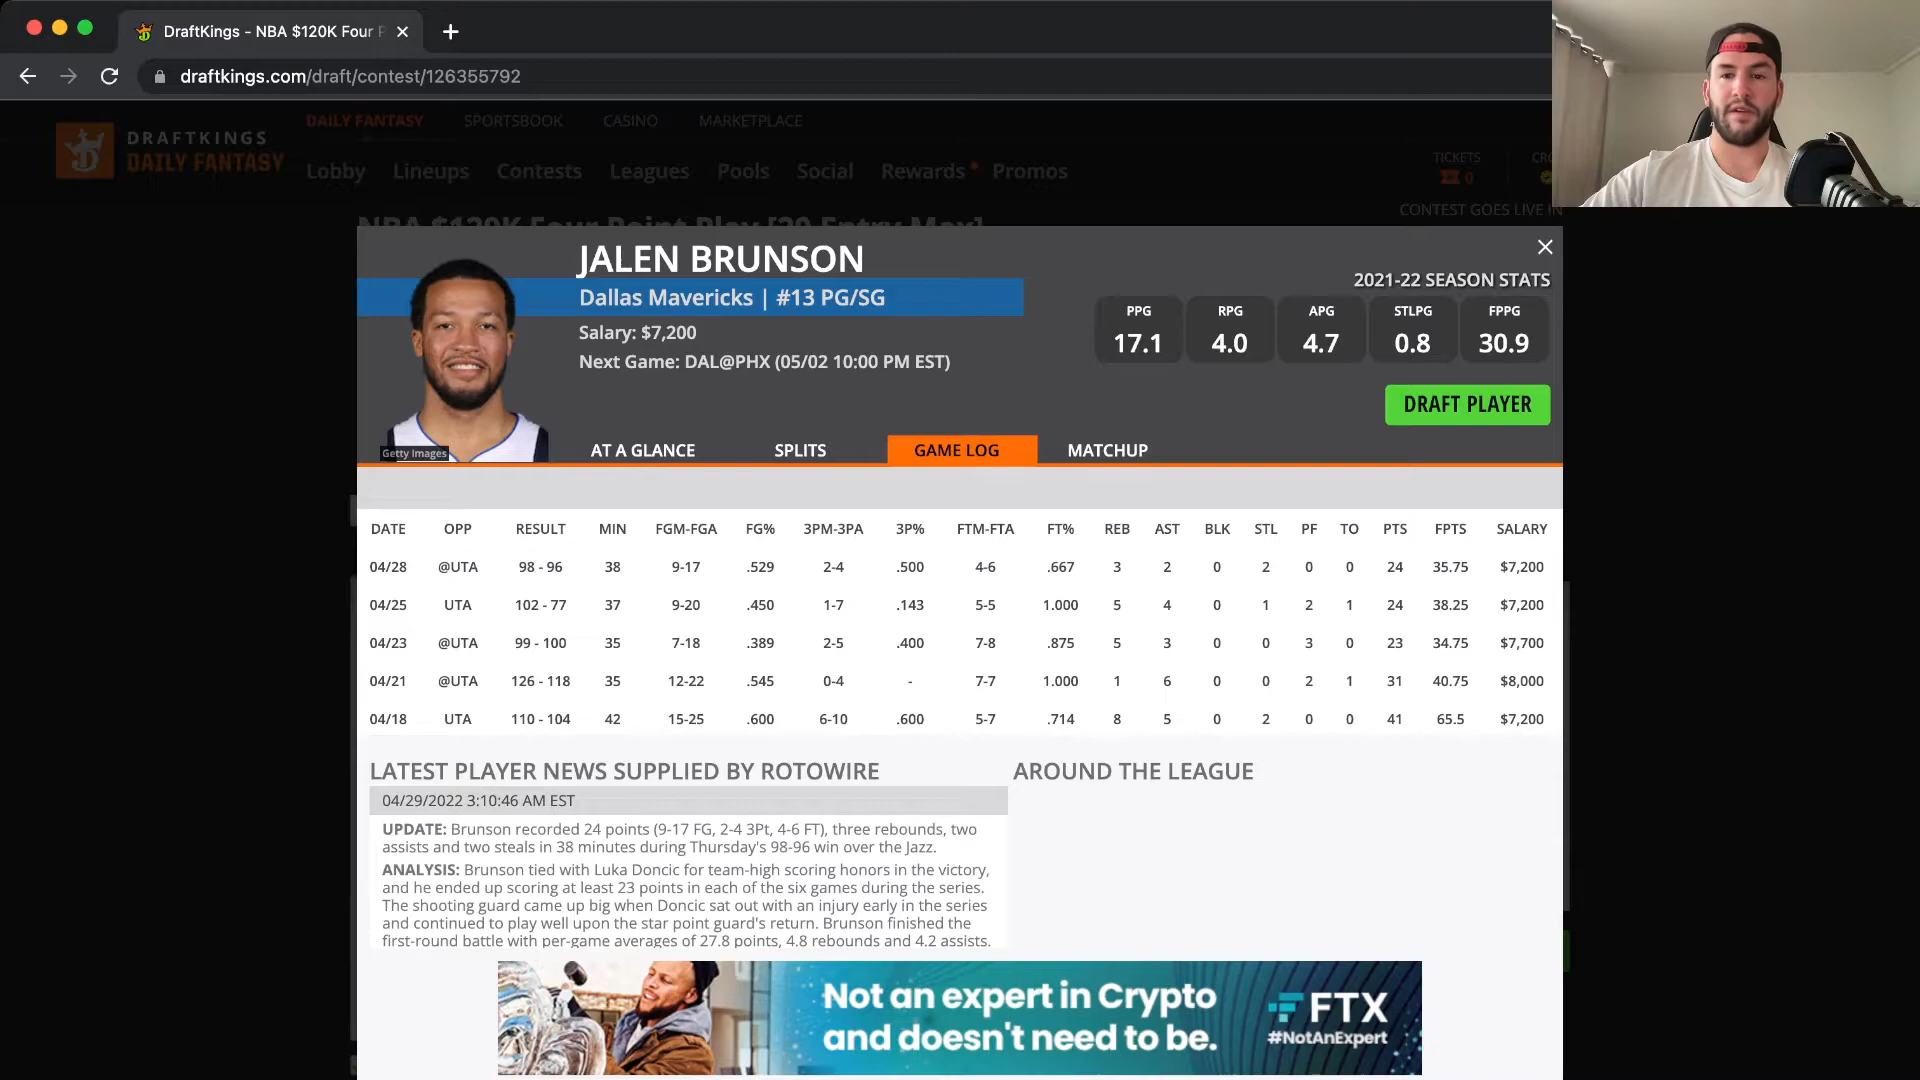 DraftKings - NBA $120K Four P
draftkings.com/draft/contest/126355792
DRAFTKINGS
DAILY FANTASY
DAILY FANTASY SPORTSBOOK CASINO MARKETPLACE
Lobby Lineups Contests Leagues Pools Social Rewards Promos
TICKETS
0
CRO
NBA $120K Four Point Play [20 Entry Max]
CONTEST GOES LIVE IN
JALEN BRUNSON
Dallas Mavericks | #13 PG/SG
Salary: $7,200
Next Game: DAL@PHX (05/02 10:00 PM EST)
Getty Images
2021-22 SEASON STATS
PPG RPG APG STLPG FPPG
17.1 4.0 4.7 0.8 30.9
DRAFT PLAYER
AT A GLANCE SPLITS GAME LOG MATCHUP
DATE OPP RESULT MIN FGM-FGA FG% 3PM-3PA 3P% FTM-FTA FT% REB AST BLK STL PF TO PTS FPTS SALARY
04/28 @UTA 98 - 96 38 9-17 .529 2-4 .500 4-6 .667 3 2 0 2 0 0 24 35.75 $7,200
04/25 UTA 102 - 77 37 9-20 .450 1-7 .143 5-5 1.000 5 4 0 1 2 1 24 38.25 $7,200
04/23 @UTA 99 - 100 35 7-18 .389 2-5 .400 7-8 .875 5 3 0 0 3 0 23 34.75 $7,700
04/21 @UTA 126 - 118 35 12-22 .545 0-4 - 7-7 1.000 1 6 0 0 2 1 31 40.75 $8,000
04/18 UTA 110 - 104 42 15-25 .600 6-10 .600 5-7 .714 8 5 0 2 0 0 41 65.5 $7,200
LATEST PLAYER NEWS SUPPLIED BY ROTOWIRE
AROUND THE LEAGUE
04/29/2022 3:10:46 AM EST
UPDATE: Brunson recorded 24 points (9-17 FG, 2-4 3Pt, 4-6 FT), three rebounds, two
assists and two steals in 38 minutes during Thursday's 98-96 win over the Jazz.
ANALYSIS: Brunson tied with Luka Doncic for team-high scoring honors in the victory,
and he ended up scoring at least 23 points in each of the six games during the series.
The shooting guard came up big when Doncic sat out with an injury early in the series
and continued to play well upon the star point guard's return. Brunson finished the
first-round battle with per-game averages of 27.8 points, 4.8 rebounds and 4.2 assists.
Not an expert in Crypto
and doesn't need to be.
FTX
#NotAnExpert